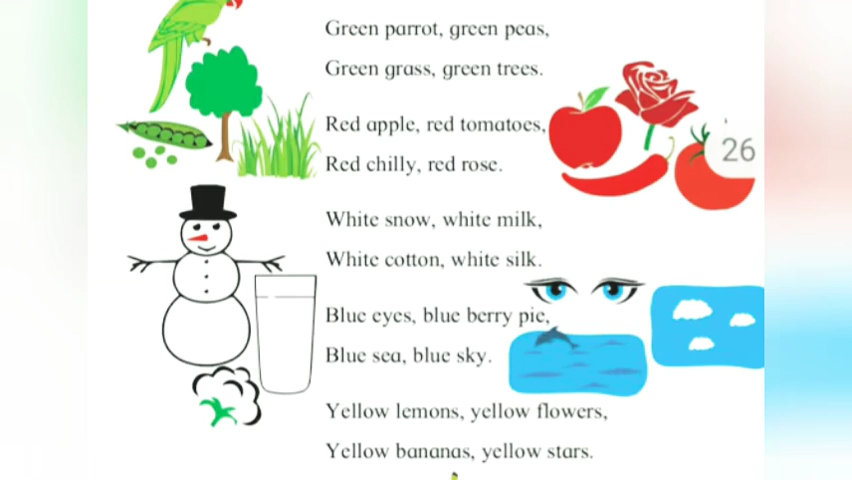 Green parrot, green peas,
Green grass, green trees.
Red apple, red tomatoes,
26
Red chilly, red rose.
White snow, white milk,
White cotton, white silk.
Blue eyes, blue berry pie,
Blue sea, blue sky.
Yellow lemons, yellow flowers,
Yellow bananas, yellow stars.